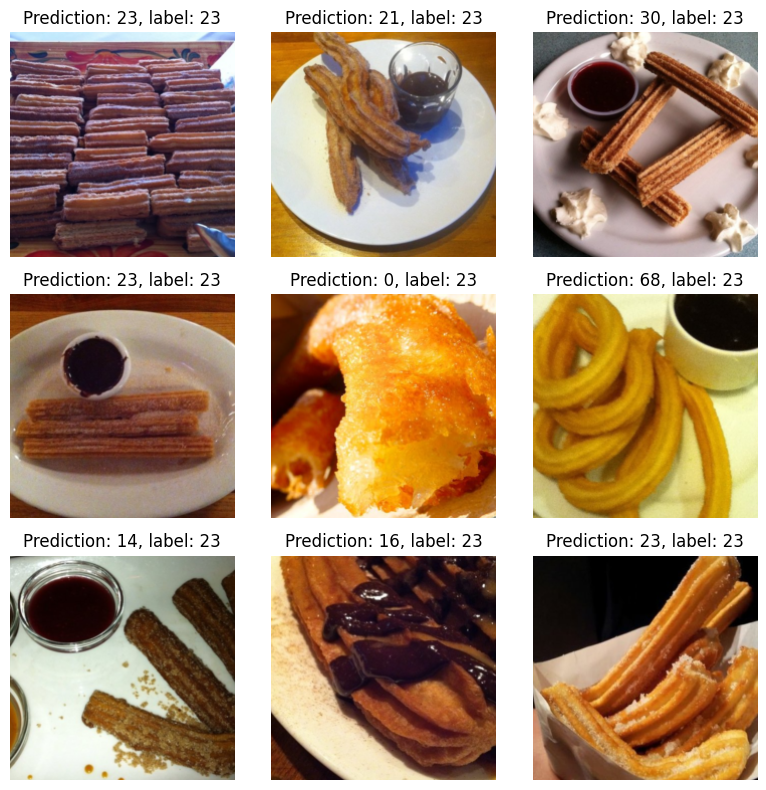 Prediction: 23, label: 23
Prediction: 21, label: 23
Prediction: 30, label: 23
Prediction: 23, label: 23
Prediction: 0, label: 23
Prediction: 68, label: 23
Prediction: 14, label: 23
Prediction: 16, label: 23
Prediction: 23, label: 23